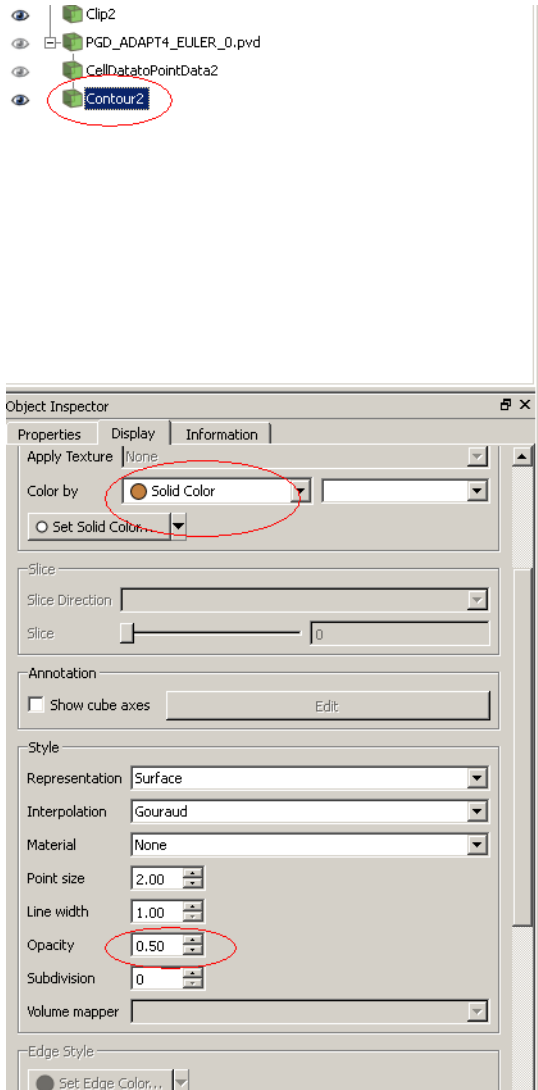 Clip2
PGD_ADAPT4_EULER_0.pvd
CellDatatoPointData2
Contour2
Object Inspector
Properties Display Information
Apply Texture None
Color by Solid Color
Set Solid Color...
Slice
Slice Direction
Slice 0
Annotation
Show cube axes Edit
Style
Representation Surface
Interpolation Gouraud
Material None
Point size 2.00
Line width 1.00
Opacity 0.50
Subdivision 0
Volume mapper
Edge Style
Set Edge Color...